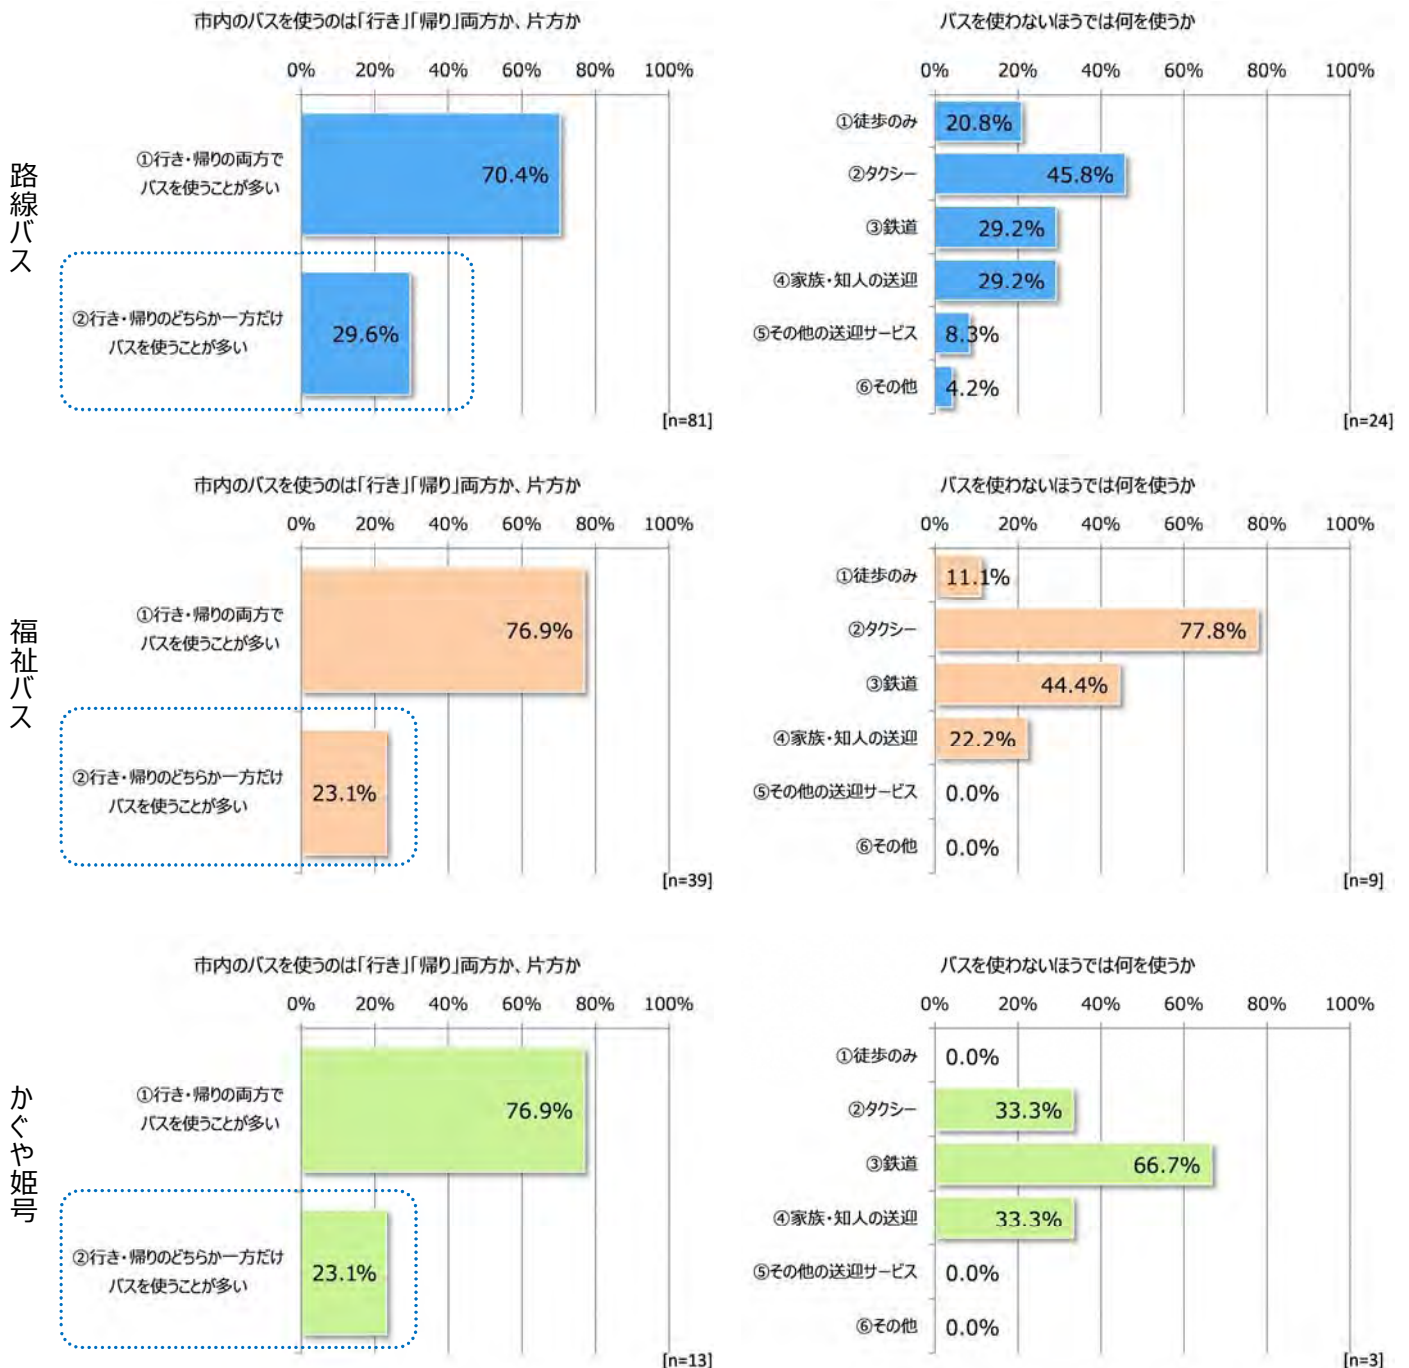 路線バス
市内のバスを使うのは「行き」「帰り」両方か、片方か
0% 20% 40% 60% 80% 100%
①行き・帰りの両方で
バスを使うことが多い
70.4%
②行き・帰りのどちらか一方だけ
バスを使うことが多い
29.6%
[n=81]
バスを使わないほうでは何を使うか
0% 20% 40% 60% 80% 100%
①徒歩のみ 20.8%
②タクシー 45.8%
③鉄道 29.2%
④家族・知人の送迎 29.2%
⑤その他の送迎サービス 8.3%
⑥その他 4.2%
[n=24]
福祉バス
市内のバスを使うのは「行き」「帰り」両方か、片方か
0% 20% 40% 60% 80% 100%
①行き・帰りの両方で
バスを使うことが多い
76.9%
②行き・帰りのどちらか一方だけ
バスを使うことが多い
23.1%
[n=39]
バスを使わないほうでは何を使うか
0% 20% 40% 60% 80% 100%
①徒歩のみ 11.1%
②タクシー 77.8%
③鉄道 44.4%
④家族・知人の送迎 22.2%
⑤その他の送迎サービス 0.0%
⑥その他 0.0%
[n=9]
かぐや姫号
市内のバスを使うのは「行き」「帰り」両方か、片方か
0% 20% 40% 60% 80% 100%
①行き・帰りの両方で
バスを使うことが多い
76.9%
②行き・帰りのどちらか一方だけ
バスを使うことが多い
23.1%
[n=13]
バスを使わないほうでは何を使うか
0% 20% 40% 60% 80% 100%
①徒歩のみ 0.0%
②タクシー 33.3%
③鉄道 66.7%
④家族・知人の送迎 33.3%
⑤その他の送迎サービス 0.0%
⑥その他 0.0%
[n=3]